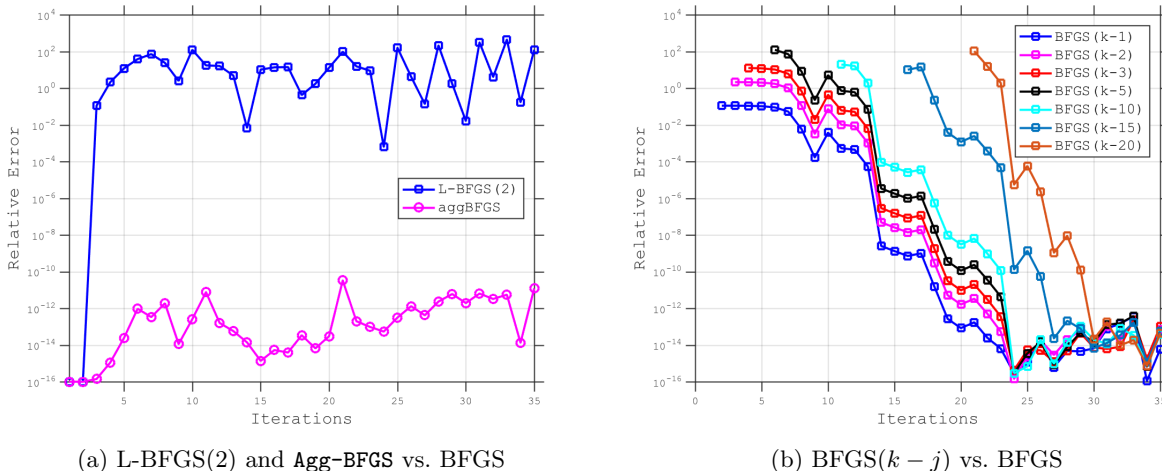 10^4
10^2
10^0
10^-2
10^-4
10^-6
10^-8
10^-10
10^-12
10^-14
10^-16
Relative Error
L-BFGS(2)
aggBFGS
5 10 15 20 25 30 35
Iterations
(a) L-BFGS(2) and Agg-BFGS vs. BFGS
10^4
10^2
10^0
10^-2
10^-4
10^-6
10^-8
10^-10
10^-12
10^-14
10^-16
Relative Error
BFGS(k-1)
BFGS(k-2)
BFGS(k-3)
BFGS(k-5)
BFGS(k-10)
BFGS(k-15)
BFGS(k-20)
0 5 10 15 20 25 30 35
Iterations
(b) BFGS(k − j) vs. BFGS